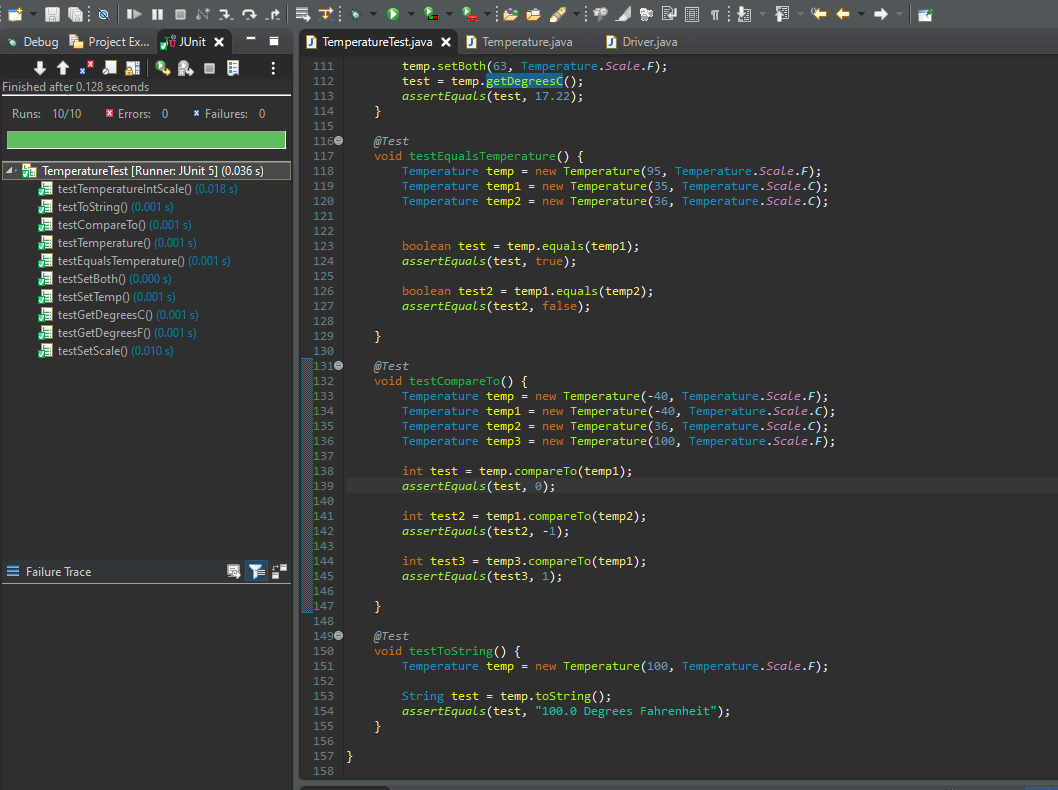 Debug Project Ex... JUnit
Finished after 0.128 seconds
Runs: 10/10 Errors: 0 Failures: 0
TemperatureTest [Runner: JUnit 5] (0.036 s)
testTemperatureIntScale() (0.018 s)
testToString() (0.001 s)
testCompareTo() (0.001 s)
testTemperature() (0.001 s)
testEqualsTemperature() (0.001 s)
testSetBoth() (0.000 s)
testSetTemp() (0.001 s)
testGetDegreesC() (0.001 s)
testGetDegreesF() (0.001 s)
testSetScale() (0.010 s)
Failure Trace
TemperatureTest.java Temperature.java Driver.java
111 temp.setBoth(63, Temperature.Scale.F);
112 test = temp.getDegreesC();
113 assertEquals(test, 17.22);
114 }
115
116 @Test
117 void testEqualsTemperature() {
118 Temperature temp = new Temperature(95, Temperature.Scale.F);
119 Temperature temp1 = new Temperature(35, Temperature.Scale.C);
120 Temperature temp2 = new Temperature(36, Temperature.Scale.C);
121
122
123 boolean test = temp.equals(temp1);
124 assertEquals(test, true);
125
126 boolean test2 = temp1.equals(temp2);
127 assertEquals(test2, false);
128
129 }
130
131 @Test
132 void testCompareTo() {
133 Temperature temp = new Temperature(-40, Temperature.Scale.F);
134 Temperature temp1 = new Temperature(-40, Temperature.Scale.C);
135 Temperature temp2 = new Temperature(36, Temperature.Scale.C);
136 Temperature temp3 = new Temperature(100, Temperature.Scale.F);
137
138 int test = temp.compareTo(temp1);
139 assertEquals(test, 0);
140
141 int test2 = temp1.compareTo(temp2);
142 assertEquals(test2, -1);
143
144 int test3 = temp3.compareTo(temp1);
145 assertEquals(test3, 1);
146
147 }
148
149 @Test
150 void testToString() {
151 Temperature temp = new Temperature(100, Temperature.Scale.F);
152
153 String test = temp.toString();
154 assertEquals(test, "100.0 Degrees Fahrenheit");
155 }
156
157 }
158